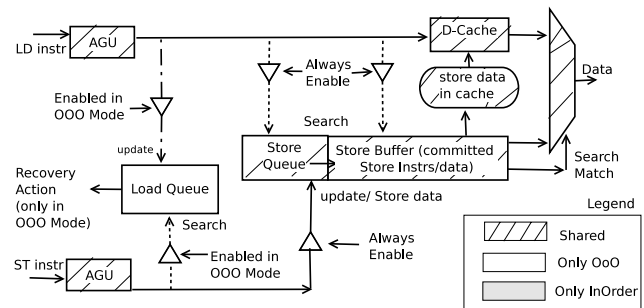 LD instr
AGU
D-Cache
Always
Enable
store data
in cache
Data
Enabled in
OOO Mode
Search
update
Store
Queue
Store Buffer (committed
Store Instrs/data)
Search
Match
Recovery
Action
(only in
OOO Mode)
Load Queue
update/ Store data
Search
Enabled in
OOO Mode
Always
Enable
ST instr
AGU
Legend
Shared
Only OoO
Only InOrder